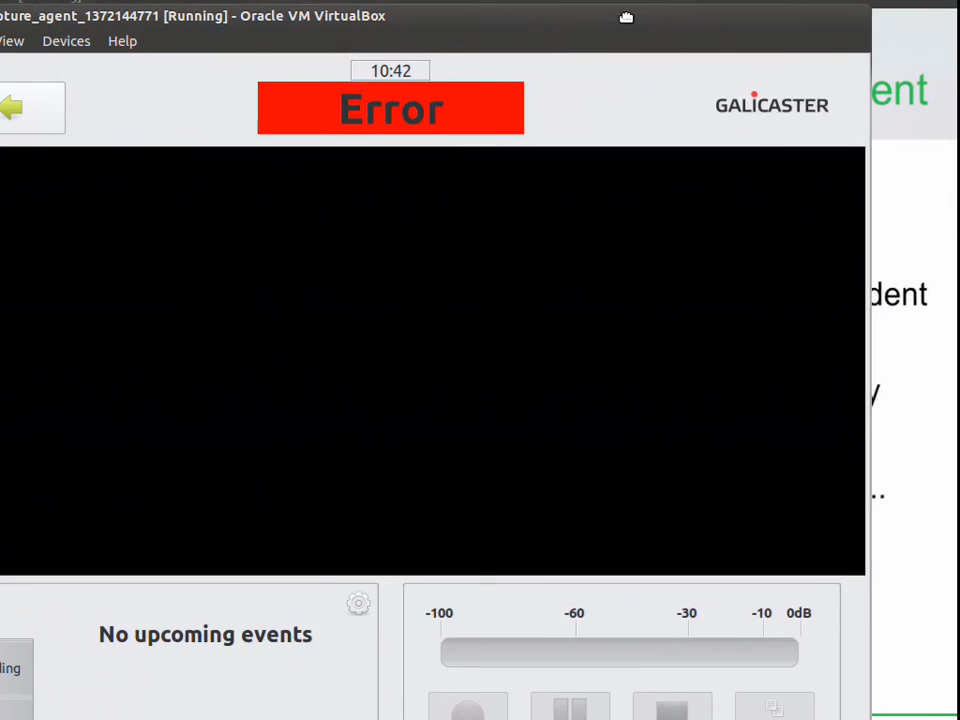 pture_agent_1372144771 [Running] - Oracle VM VirtualBox
View Devices Help
10:42
Error
GALICASTER
ent
dent
y
..
-100 -60 -30 -10 0dB
No upcoming events
ding